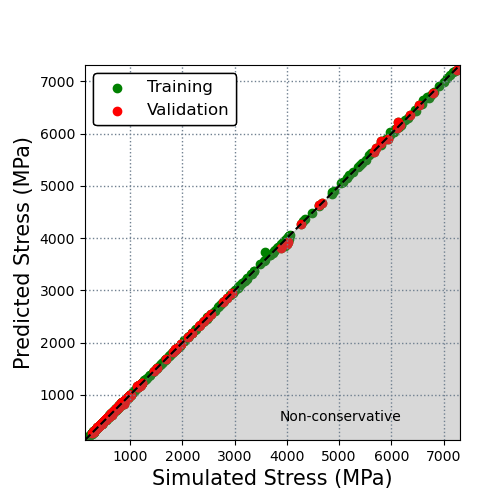 Training
Validation
7000
6000
5000
4000
3000
2000
1000
Predicted Stress (MPa)
Non-conservative
1000 2000 3000 4000 5000 6000 7000
Simulated Stress (MPa)